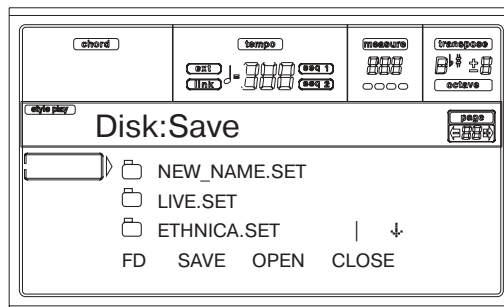 chord tempo measure transpose
ext seq 1
link seq 2
octave
style play page
Disk:Save
NEW_NAME.SET
LIVE.SET
ETHNICA.SET
FD SAVE OPEN CLOSE